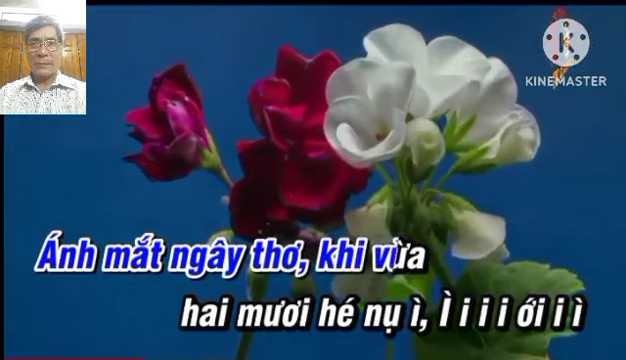 KINEMASTER
Ánh mắt ngây thơ, khi vừa
hai mươi hé nụ ì, Ì i i i ới i ì